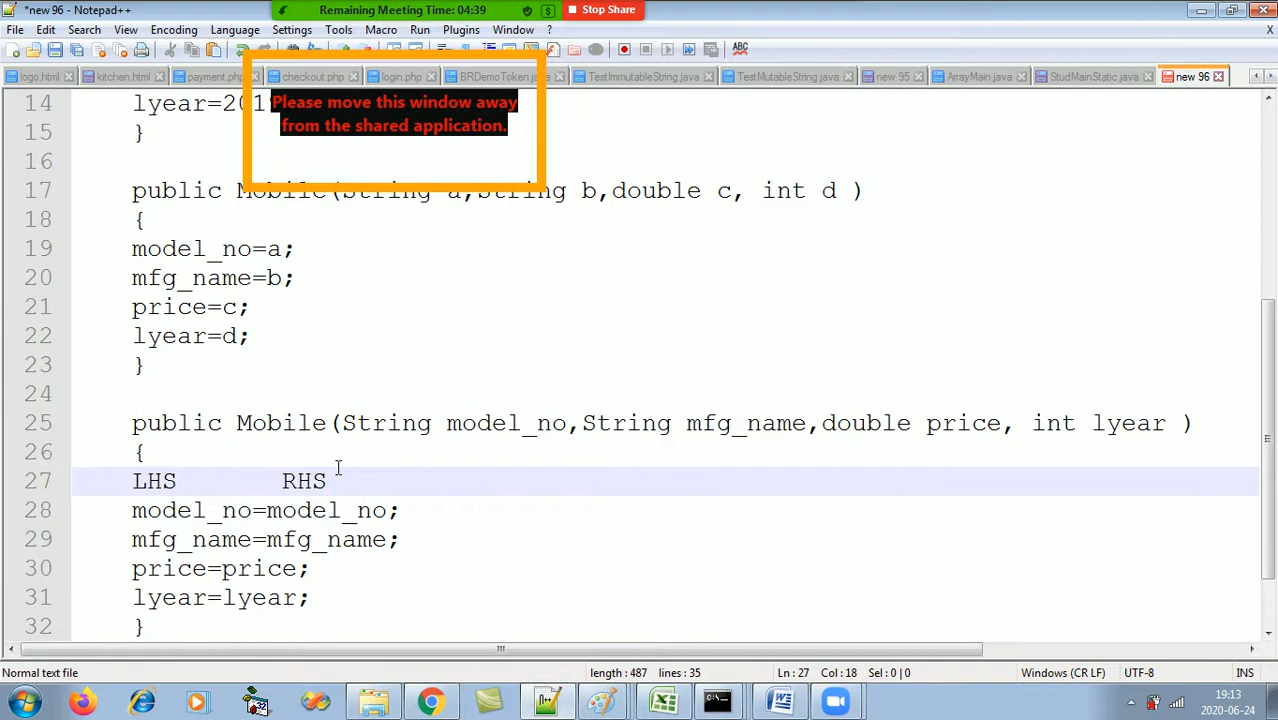 *new 96 - Notepad++
Remaining Meeting Time: 04:39
Stop Share
File Edit Search View Encoding Language Settings Tools Macro Run Plugins Window ?
X
logo.html kitchen.html payment.php checkout.php login.php BRDemoToken.java TestImmutableString.java TestMutableString.java new 95 ArrayMain.java StudentStatic.java new 96
Please move this window away
from the shared application.
14 lyear=201
15 }
16
17 public Mobile(String a,String b,double c, int d )
18 {
19 model_no=a;
20 mfg_name=b;
21 price=c;
22 lyear=d;
23 }
24
25 public Mobile(String model_no,String mfg_name,double price, int lyear )
26 {
27 LHS RHS
28 model_no=model_no;
29 mfg_name=mfg_name;
30 price=price;
31 lyear=lyear;
32 }
Normal text file length : 487 lines : 35 Ln : 27 Col : 18 Sel : 0 | 0 Windows (CR LF) UTF-8 INS
19:13
2020-06-24